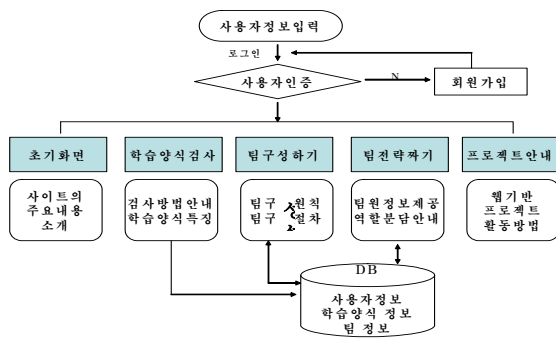 사용자정보입력
로그인
사용자인증
N
회원가입
초기화면
학습양식검사
팀구성하기
팀전략짜기
프로젝트안내
사이트의
주요내용
소개
검사방법안내
학습양식특징
팀구성원칙
팀구성절차
팀원정보제공
역할분담안내
웹기반
프로젝트
활동방법
DB
사용자정보
학습양식 정보
팀 정보